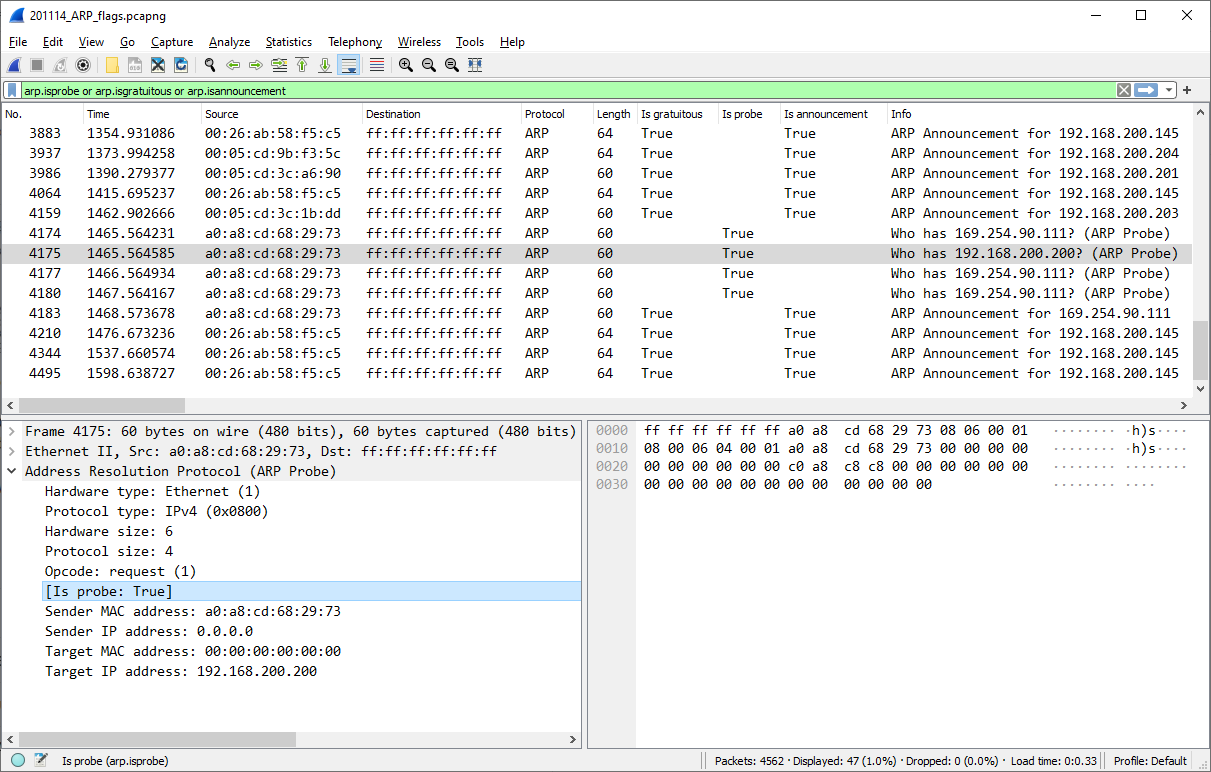 201114_ARP_flags.pcapng
File Edit View Go Capture Analyze Statistics Telephony Wireless Tools Help
arp.isprobe or arp.isgratuitous or arp.isannouncement
No. Time Source Destination Protocol Length Is gratuitous Is probe Is announcement Info
3883 1354.931086 00:26:ab:58:f5:c5 ff:ff:ff:ff:ff:ff ARP 64 True True ARP Announcement for 192.168.200.145
3937 1373.994258 00:05:cd:9b:f3:5c ff:ff:ff:ff:ff:ff ARP 64 True True ARP Announcement for 192.168.200.204
3986 1390.279377 00:05:cd:3c:a6:90 ff:ff:ff:ff:ff:ff ARP 60 True True ARP Announcement for 192.168.200.201
4064 1415.695237 00:26:ab:58:f5:c5 ff:ff:ff:ff:ff:ff ARP 64 True True ARP Announcement for 192.168.200.145
4159 1462.902666 00:05:cd:3c:1b:dd ff:ff:ff:ff:ff:ff ARP 60 True True ARP Announcement for 192.168.200.203
4174 1465.564231 a0:a8:cd:68:29:73 ff:ff:ff:ff:ff:ff ARP 60 True Who has 169.254.90.111? (ARP Probe)
4175 1465.564585 a0:a8:cd:68:29:73 ff:ff:ff:ff:ff:ff ARP 60 True Who has 192.168.200.200? (ARP Probe)
4177 1466.564934 a0:a8:cd:68:29:73 ff:ff:ff:ff:ff:ff ARP 60 True Who has 169.254.90.111? (ARP Probe)
4180 1467.564167 a0:a8:cd:68:29:73 ff:ff:ff:ff:ff:ff ARP 60 True Who has 169.254.90.111? (ARP Probe)
4183 1468.573678 a0:a8:cd:68:29:73 ff:ff:ff:ff:ff:ff ARP 60 True True ARP Announcement for 169.254.90.111
4210 1476.673236 00:26:ab:58:f5:c5 ff:ff:ff:ff:ff:ff ARP 64 True True ARP Announcement for 192.168.200.145
4344 1537.660574 00:26:ab:58:f5:c5 ff:ff:ff:ff:ff:ff ARP 64 True True ARP Announcement for 192.168.200.145
4495 1598.638727 00:26:ab:58:f5:c5 ff:ff:ff:ff:ff:ff ARP 64 True True ARP Announcement for 192.168.200.145
Frame 4175: 60 bytes on wire (480 bits), 60 bytes captured (480 bits)
Ethernet II, Src: a0:a8:cd:68:29:73, Dst: ff:ff:ff:ff:ff:ff
Address Resolution Protocol (ARP Probe)
Hardware type: Ethernet (1)
Protocol type: IPv4 (0x0800)
Hardware size: 6
Protocol size: 4
Opcode: request (1)
[Is probe: True]
Sender MAC address: a0:a8:cd:68:29:73
Sender IP address: 0.0.0.0
Target MAC address: 00:00:00:00:00:00
Target IP address: 192.168.200.200
0000 ff ff ff ff ff ff a0 a8 cd 68 29 73 08 06 00 01 ········ ·h)s····
0010 08 00 06 04 00 01 a0 a8 cd 68 29 73 00 00 00 00 ········ ·h)s····
0020 00 00 00 00 00 00 c0 a8 c8 c8 00 00 00 00 00 00 ········ ········
0030 00 00 00 00 00 00 00 00 00 00 00 00 ········ ····
Is probe (arp.isprobe)
Packets: 4562 · Displayed: 47 (1.0%) · Dropped: 0 (0.0%) · Load time: 0:0.33
Profile: Default